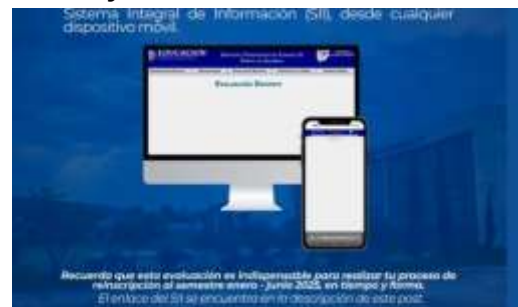 Sistema Integral de Información (SII), desde cualquier
dispositivo móvil.
EDUCACIÓN
Evaluación Docente
Recuerda que esta evaluación es indispensable para realizar tu proceso de
reinscripción al semestre enero - junio 2025, en tiempo y forma.
El enlace del SII se encuentra en la descripción de este post.